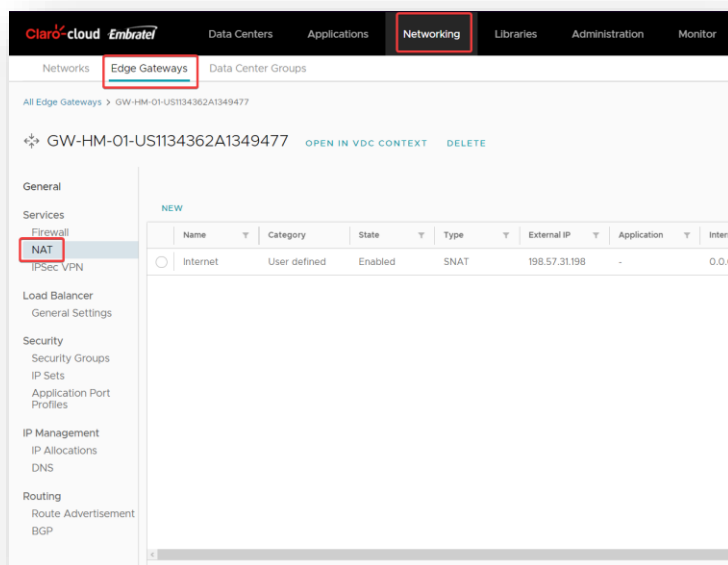 Claro-cloud Embratel Data Centers Applications Networking Libraries Administration Monitor
Networks Edge Gateways Data Center Groups
All Edge Gateways > GW-HM-01-US1134362A1349477
GW-HM-01-US1134362A1349477 OPEN IN VDC CONTEXT DELETE
General
Services
Firewall
NAT
IPSec VPN
Load Balancer
General Settings
Security
Security Groups
IP Sets
Application Port
Profiles
IP Management
IP Allocations
DNS
Routing
Route Advertisement
BGP
NEW
Name Category State Type External IP Application Inter
Internet User defined Enabled SNAT 198.57.31.198 - 0.0.